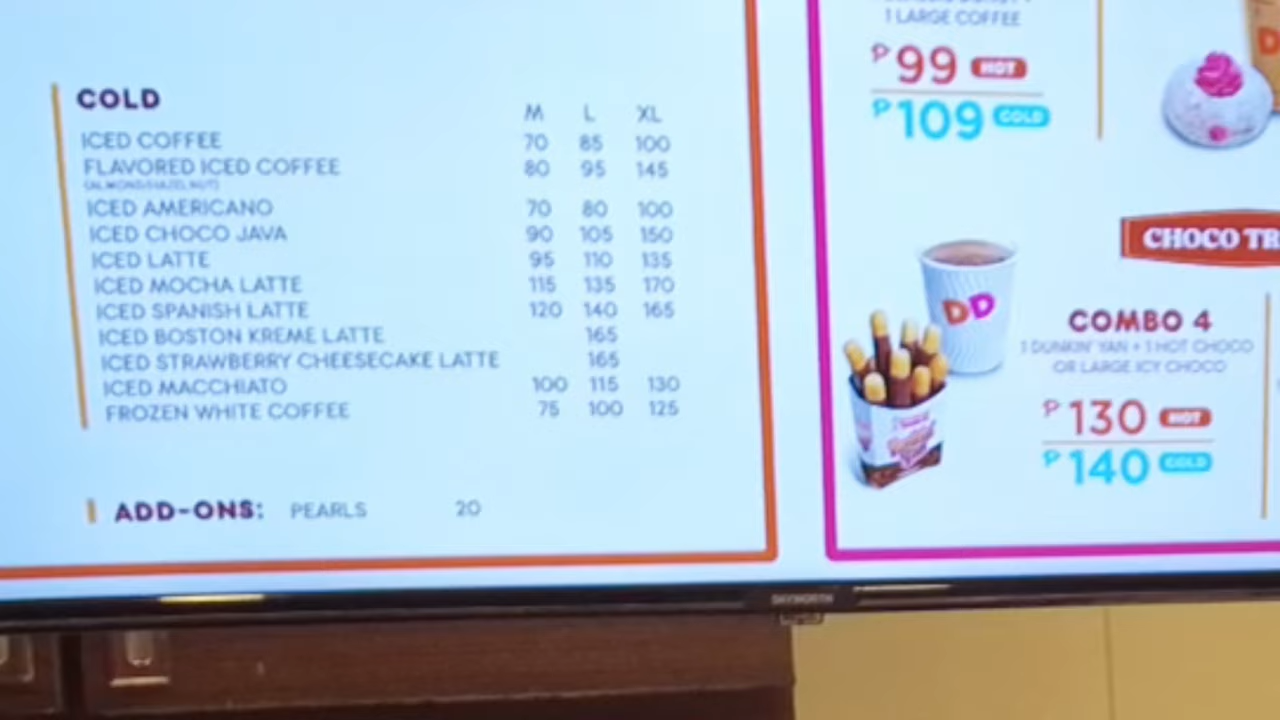 COLD
M L XL
ICED COFFEE 70 85 100
FLAVORED ICED COFFEE 80 95 145
(ALMOND/HAZELNUT)
ICED AMERICANO 70 80 100
ICED CHOCO JAVA 90 105 150
ICED LATTE 95 110 135
ICED MOCHA LATTE 115 135 170
ICED SPANISH LATTE 120 140 165
ICED BOSTON KREME LATTE 165
ICED STRAWBERRY CHEESECAKE LATTE 165
ICED MACCHIATO 100 115 130
FROZEN WHITE COFFEE 75 100 125
ADD-ONS: PEARLS 20
1 LARGE COFFEE
₱99 HOT
₱109 COLD
CHOCO TR
DD
COMBO 4
1 DUNKIN' YAN + 1 HOT CHOCO
OR LARGE ICY CHOCO
₱130 HOT
₱140 COLD
SKYWORTH